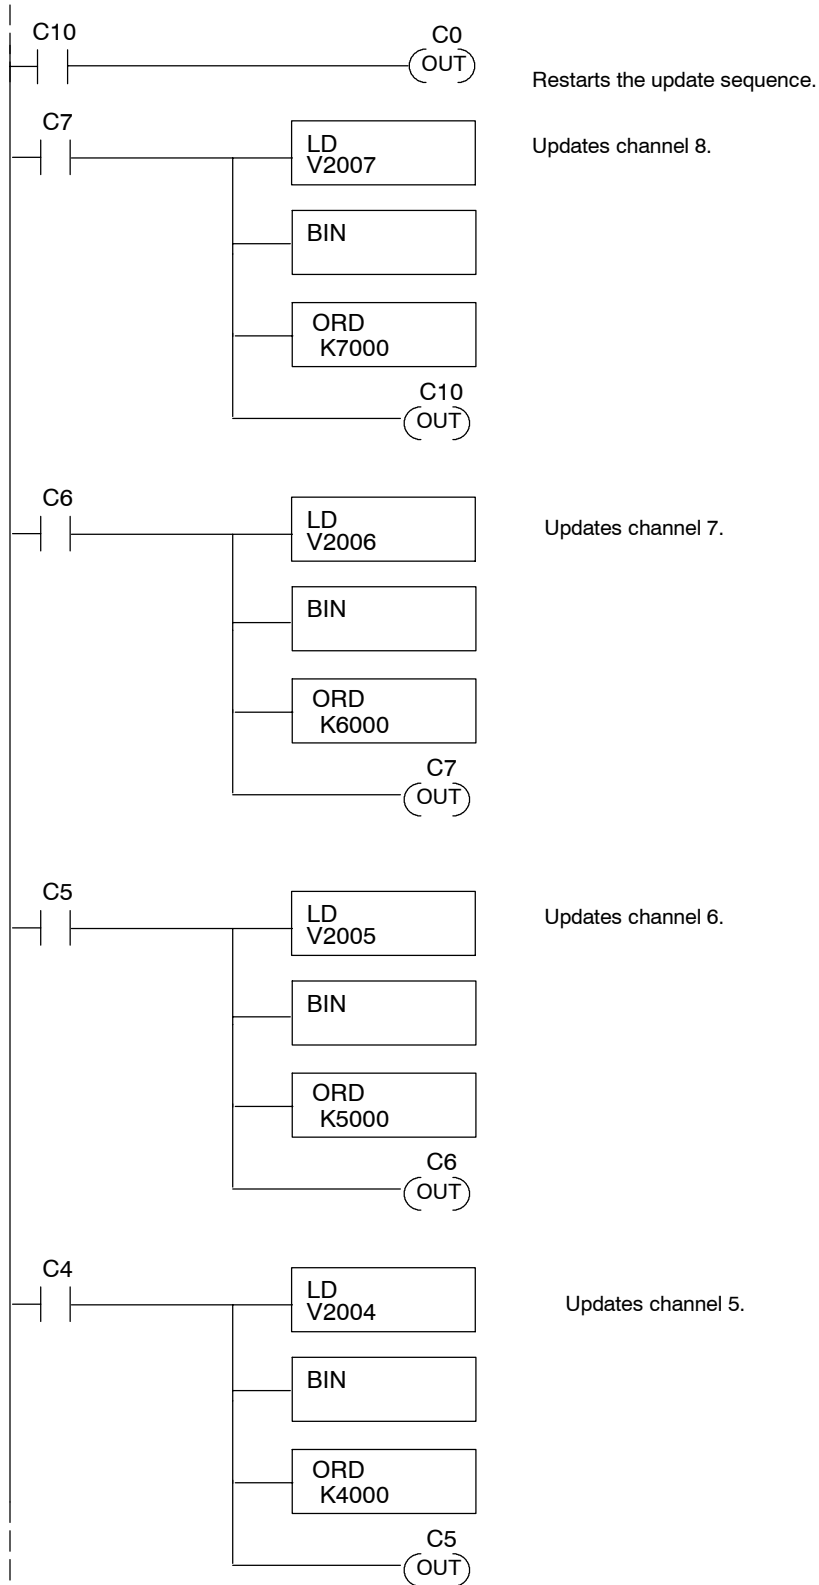 C10
C0
OUT
Restarts the update sequence.
C7
LD
V2007
Updates channel 8.
BIN
ORD
K7000
C10
OUT
C6
LD
V2006
Updates channel 7.
BIN
ORD
K6000
C7
OUT
C5
LD
V2005
Updates channel 6.
BIN
ORD
K5000
C6
OUT
C4
LD
V2004
Updates channel 5.
BIN
ORD
K4000
C5
OUT